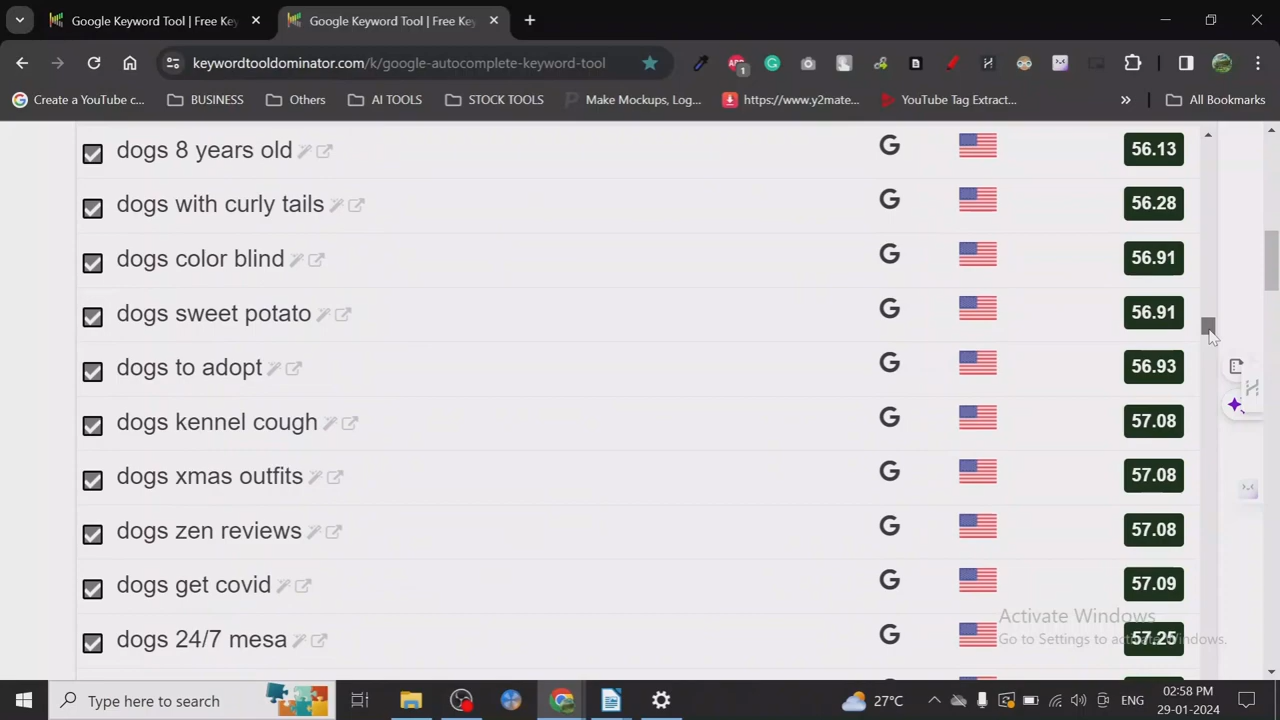 Google Keyword Tool | Free Key
Google Keyword Tool | Free Key
keywordtooldominator.com/k/google-autocomplete-keyword-tool
1
Create a YouTube c...
BUSINESS
Others
AI TOOLS
STOCK TOOLS
Make Mockups, Log...
https://www.y2mate...
YouTube Tag Extract...
All Bookmarks
dogs 8 years old G 56.13
dogs with curly tails G 56.28
dogs color blind G 56.91
dogs sweet potato G 56.91
dogs to adopt G 56.93
dogs kennel cough G 57.08
dogs xmas outfits G 57.08
dogs zen reviews G 57.08
dogs get covid G 57.09
dogs 24/7 mesa G 57.25
Activate Windows
Go to Settings to activate Windows.
Type here to search
27°C
ENG
02:58 PM
29-01-2024